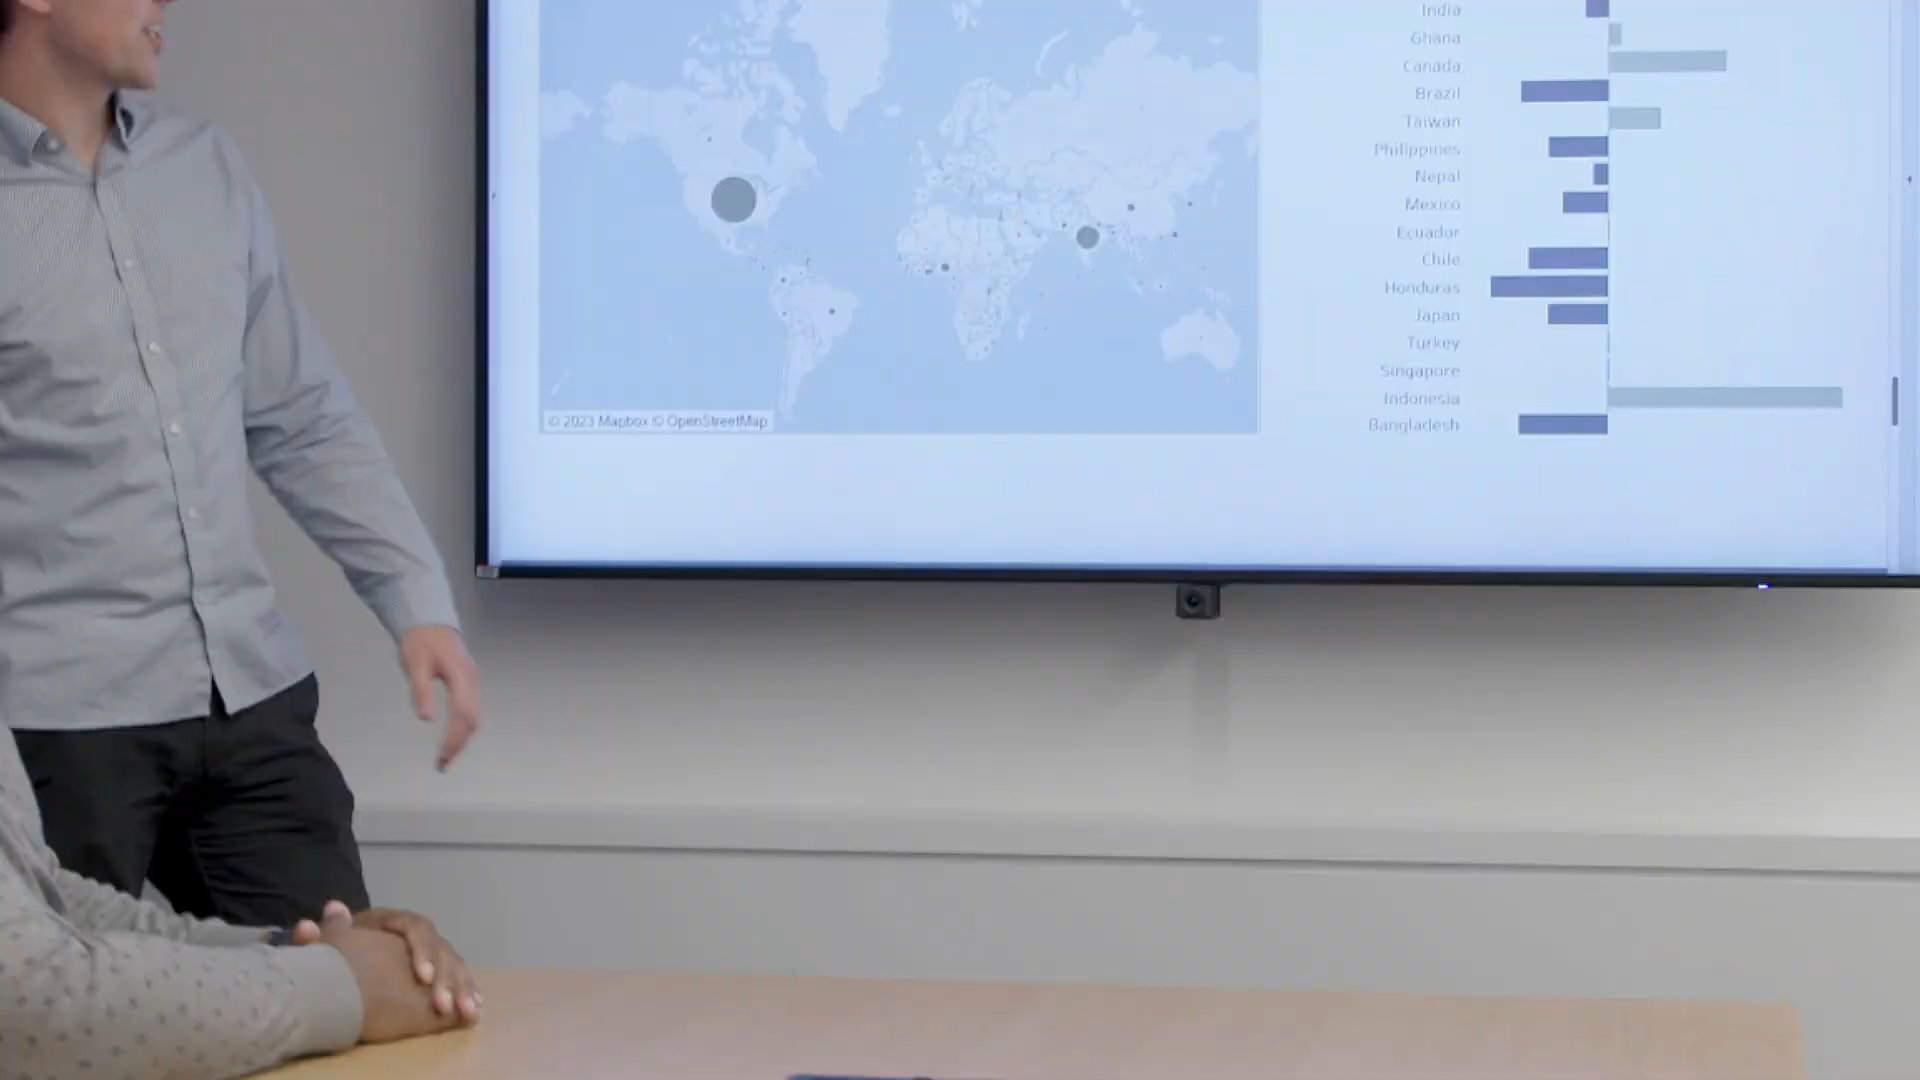 India
Ghana
Canada
Brazil
Taiwan
Philippines
Nepal
Mexico
Ecuador
Chile
Honduras
Japan
Turkey
Singapore
Indonesia
Bangladesh
© 2023 Mapbox © OpenStreetMap